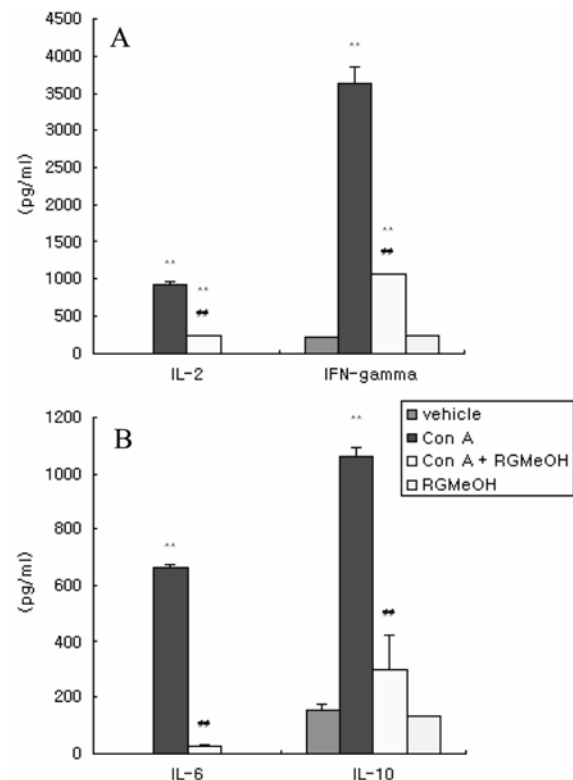 A
4500
4000
3500
3000
2500
2000
1500
1000
500
0
(pg/ml)
^^
^^
##
^^
^^
##
IL-2 IFN-gamma
B
1200
1000
800
600
400
200
0
(pg/ml)
^^
##
^^
##
vehicle
Con A
Con A + RGMeOH
RGMeOH
IL-6 IL-10